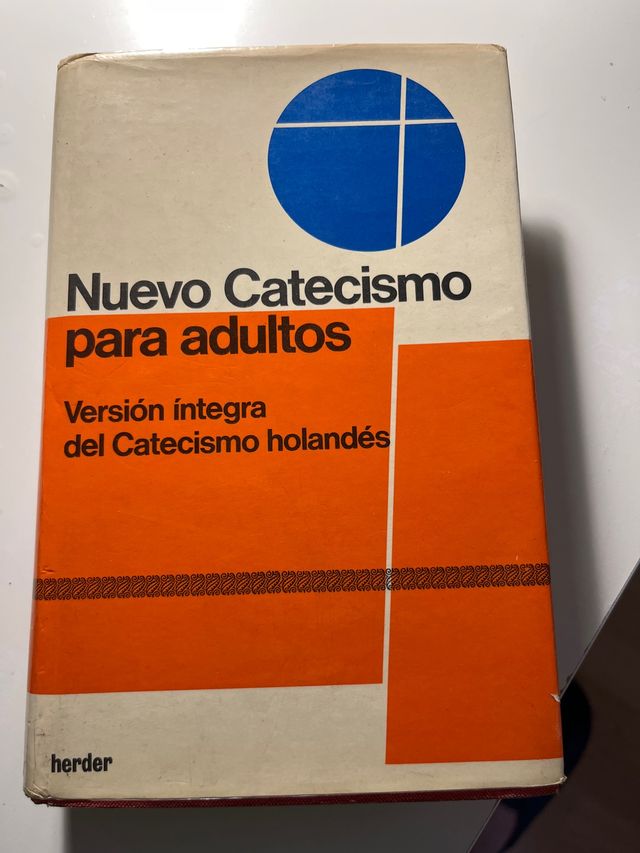 Nuevo Catecismo
para adultos
Versión íntegra
del Catecismo holandés
herder